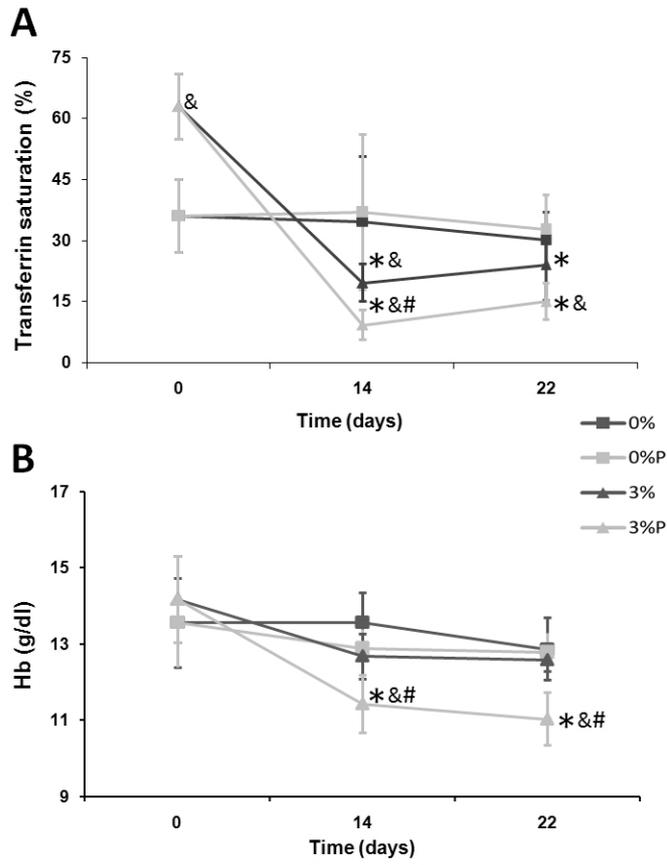 A
Transferrin saturation (%)
75
60
45
30
15
0
&
*&
*&#
*
*&
0 14 22
Time (days)
0%
0%P
3%
3%P
B
Hb (g/dl)
17
15
13
11
9
*&#
*&#
0 14 22
Time (days)